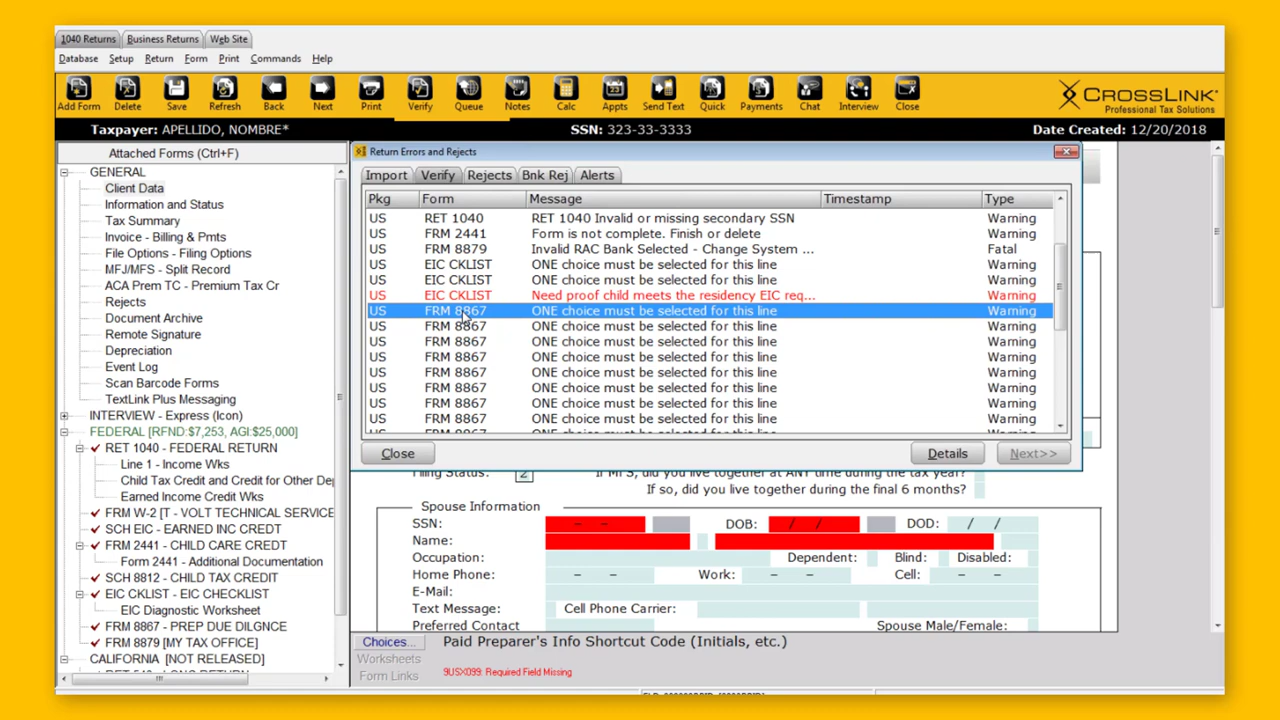 1040 Returns Business Returns Web Site
Database Setup Return Form Print Commands Help
Add Form Delete Save Refresh Back Next Print Verify Queue Notes Calc Appts Send Text Quick Payments Chat Interview Close
CROSSLINK
Professional Tax Solutions
Taxpayer: APELLIDO, NOMBRE* SSN: 323-33-3333 Date Created: 12/20/2018
Attached Forms (Ctrl+F)
GENERAL
Client Data
Information and Status
Tax Summary
Invoice - Billing & Pmts
File Options - Filing Options
MFJ/MFS - Split Record
ACA Prem TC - Premium Tax Cr
Rejects
Document Archive
Remote Signature
Depreciation
Event Log
Scan Barcode Forms
TextLink Plus Messaging
INTERVIEW - Express (Icon)
FEDERAL [RFND:$7,253, AGI:$25,000]
RET 1040 - FEDERAL RETURN
Line 1 - Income Wks
Child Tax Credit and Credit for Other De
Earned Income Credit Wks
FRM W-2 [T - VOLT TECHNICAL SERVICE
SCH EIC - EARNED INC CREDT
FRM 2441 - CHILD CARE CREDT
Form 2441 - Additional Documentation
SCH 8812 - CHILD TAX CREDIT
EIC CKLIST - EIC CHECKLIST
EIC Diagnostic Worksheet
FRM 8867 - PREP DUE DILGNCE
FRM 8879 [MY TAX OFFICE]
CALIFORNIA [NOT RELEASED]
Return Errors and Rejects
Import Verify Rejects Bnk Rej Alerts
Pkg Form Message Timestamp Type
US RET 1040 RET 1040 Invalid or missing secondary SSN Warning
US FRM 2441 Form is not complete. Finish or delete Warning
US FRM 8879 Invalid RAC Bank Selected - Change System ... Fatal
US EIC CKLIST ONE choice must be selected for this line Warning
US EIC CKLIST ONE choice must be selected for this line Warning
US EIC CKLIST Need proof child meets the residency EIC req... Warning
US FRM 8867 ONE choice must be selected for this line Warning
US FRM 8867 ONE choice must be selected for this line Warning
US FRM 8867 ONE choice must be selected for this line Warning
US FRM 8867 ONE choice must be selected for this line Warning
US FRM 8867 ONE choice must be selected for this line Warning
US FRM 8867 ONE choice must be selected for this line Warning
US FRM 8867 ONE choice must be selected for this line Warning
US FRM 8867 ONE choice must be selected for this line Warning
Close Details Next>>
Filing Status: 2 If MFS, did you live together at ANY time during the tax year?
If so, did you live together during the final 6 months?
Spouse Information
SSN: - - DOB: / / DOD: / /
Name:
Occupation: Dependent: Blind: Disabled:
Home Phone: - - Work: - - Cell: - -
E-Mail:
Text Message: Cell Phone Carrier:
Preferred Contact Spouse Male/Female:
Choices... Paid Preparer's Info Shortcut Code (Initials, etc.)
Worksheets
Form Links 9USX099: Required Field Missing